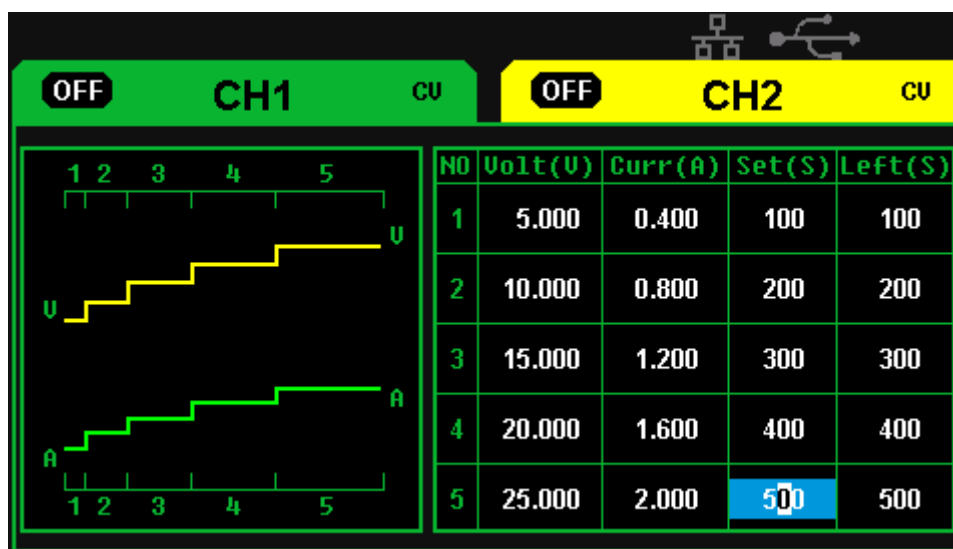 OFF CH1 CV OFF CH2 CV
1 2 3 4 5
V
V
A
A
1 2 3 4 5
NO Volt(V) Curr(A) Set(S) Left(S)
1 5.000 0.400 100 100
2 10.000 0.800 200 200
3 15.000 1.200 300 300
4 20.000 1.600 400 400
5 25.000 2.000 500 500